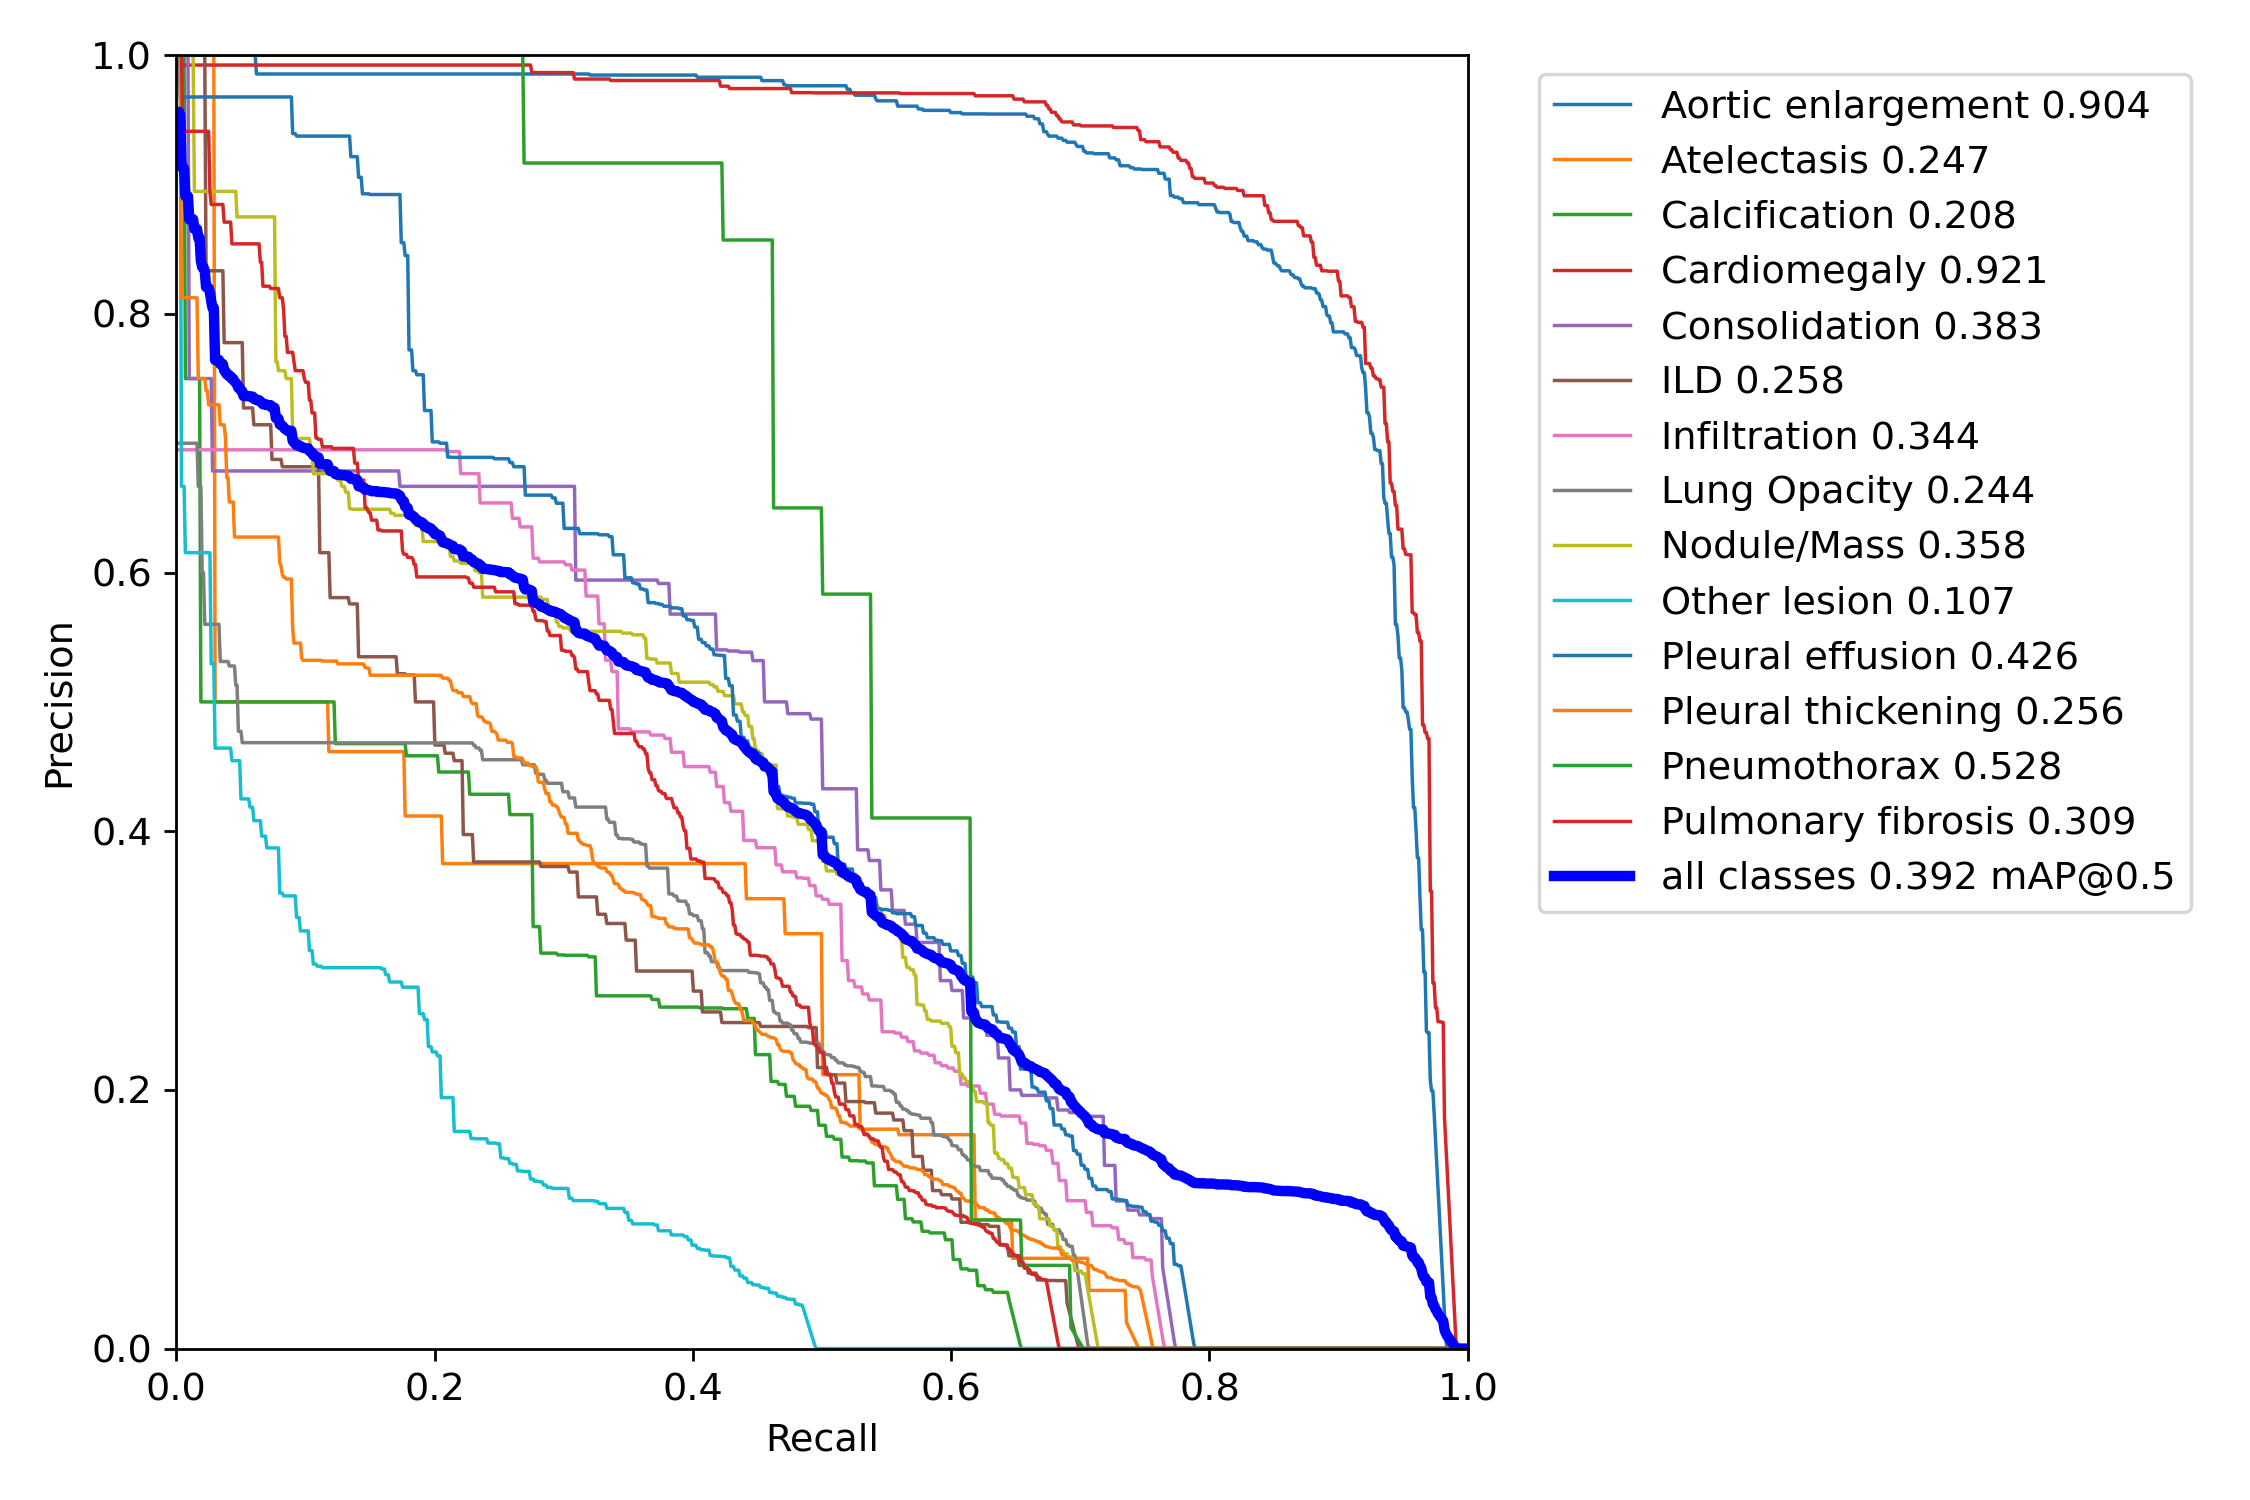 1.0
0.8
0.6
0.4
0.2
0.0
Precision
0.0 0.2 0.4 0.6 0.8 1.0
Recall
Aortic enlargement 0.904
Atelectasis 0.247
Calcification 0.208
Cardiomegaly 0.921
Consolidation 0.383
ILD 0.258
Infiltration 0.344
Lung Opacity 0.244
Nodule/Mass 0.358
Other lesion 0.107
Pleural effusion 0.426
Pleural thickening 0.256
Pneumothorax 0.528
Pulmonary fibrosis 0.309
all classes 0.392 mAP@0.5